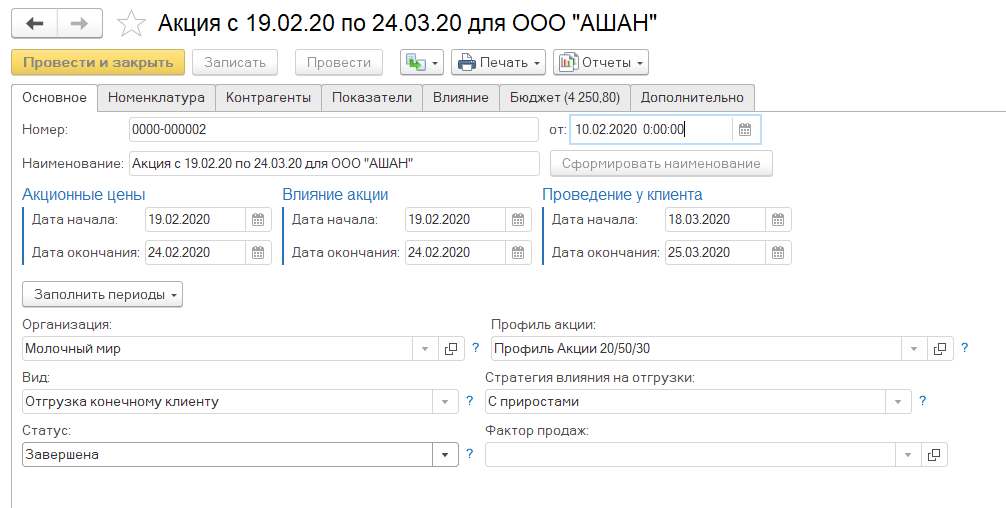 Акция с 19.02.20 по 24.03.20 для ООО "АШАН"
Провести и закрыть Записать Провести Печать Отчеты
Основное Номенклатура Контрагенты Показатели Влияние Бюджет (4 250,80) Дополнительно
Номер: 0000-000002 от: 10.02.2020 0:00:00
Наименование: Акция с 19.02.20 по 24.03.20 для ООО "АШАН" Сформировать наименование
Акционные цены Влияние акции Проведение у клиента
Дата начала: 19.02.2020 Дата начала: 19.02.2020 Дата начала: 18.03.2020
Дата окончания: 24.02.2020 Дата окончания: 24.02.2020 Дата окончания: 25.03.2020
Заполнить периоды
Организация: Профиль акции:
Молочный мир ? Профиль Акции 20/50/30 ?
Вид: Стратегия влияния на отгрузки:
Отгрузка конечному клиенту ? С приростами ?
Статус: Фактор продаж:
Завершена ?